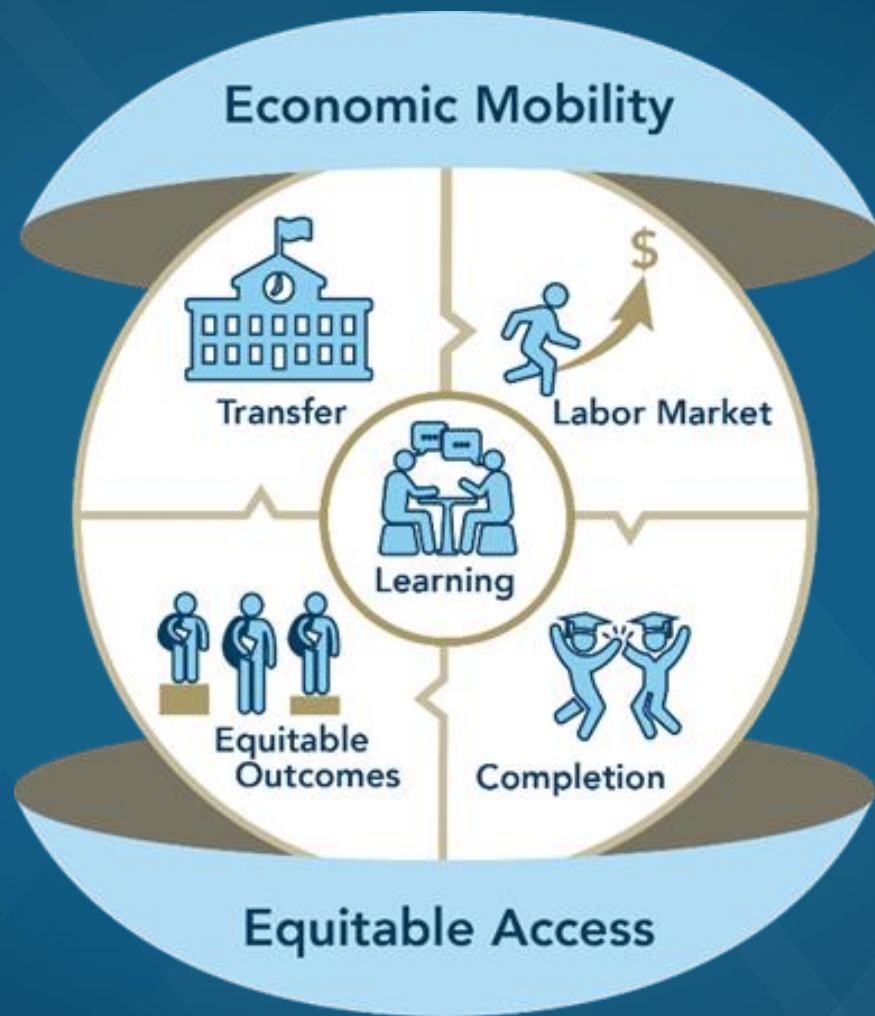 Economic Mobility
$
Transfer
Labor Market
Learning
Equitable
Outcomes
Completion
Equitable Access